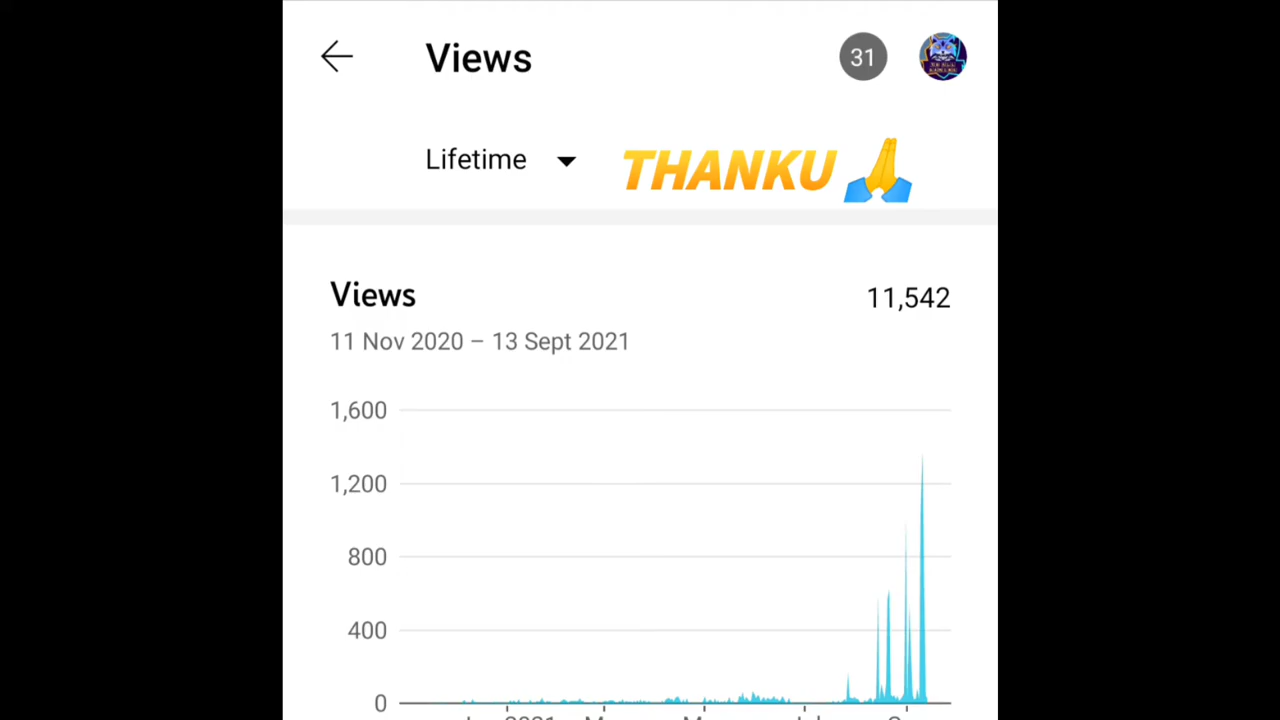 Views
31
Lifetime
THANKU 🙏
Views
11,542
11 Nov 2020 – 13 Sept 2021
1,600
1,200
800
400
0
2021